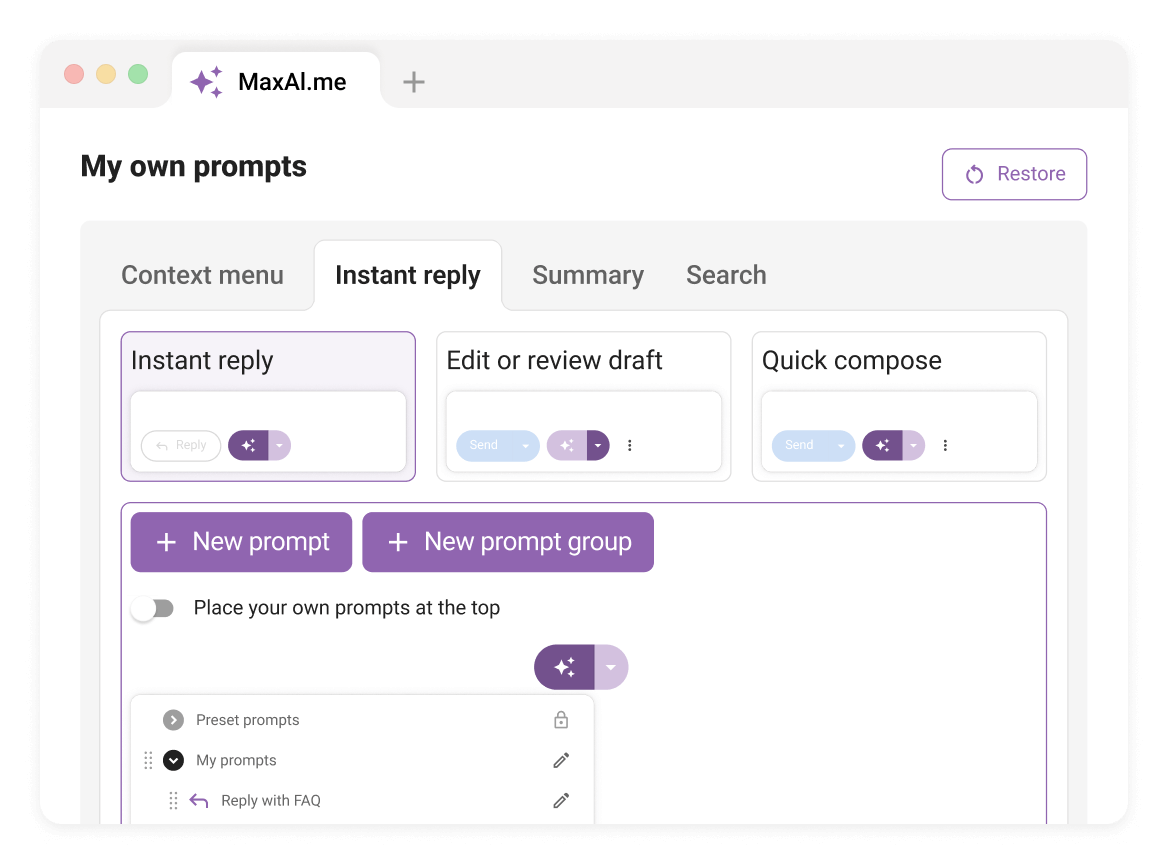 MaxAI.me
My own prompts
Restore
Context menu
Instant reply
Summary
Search
Instant reply
Edit or review draft
Quick compose
Reply
Send
Send
New prompt
New prompt group
Place your own prompts at the top
Preset prompts
My prompts
Reply with FAQ